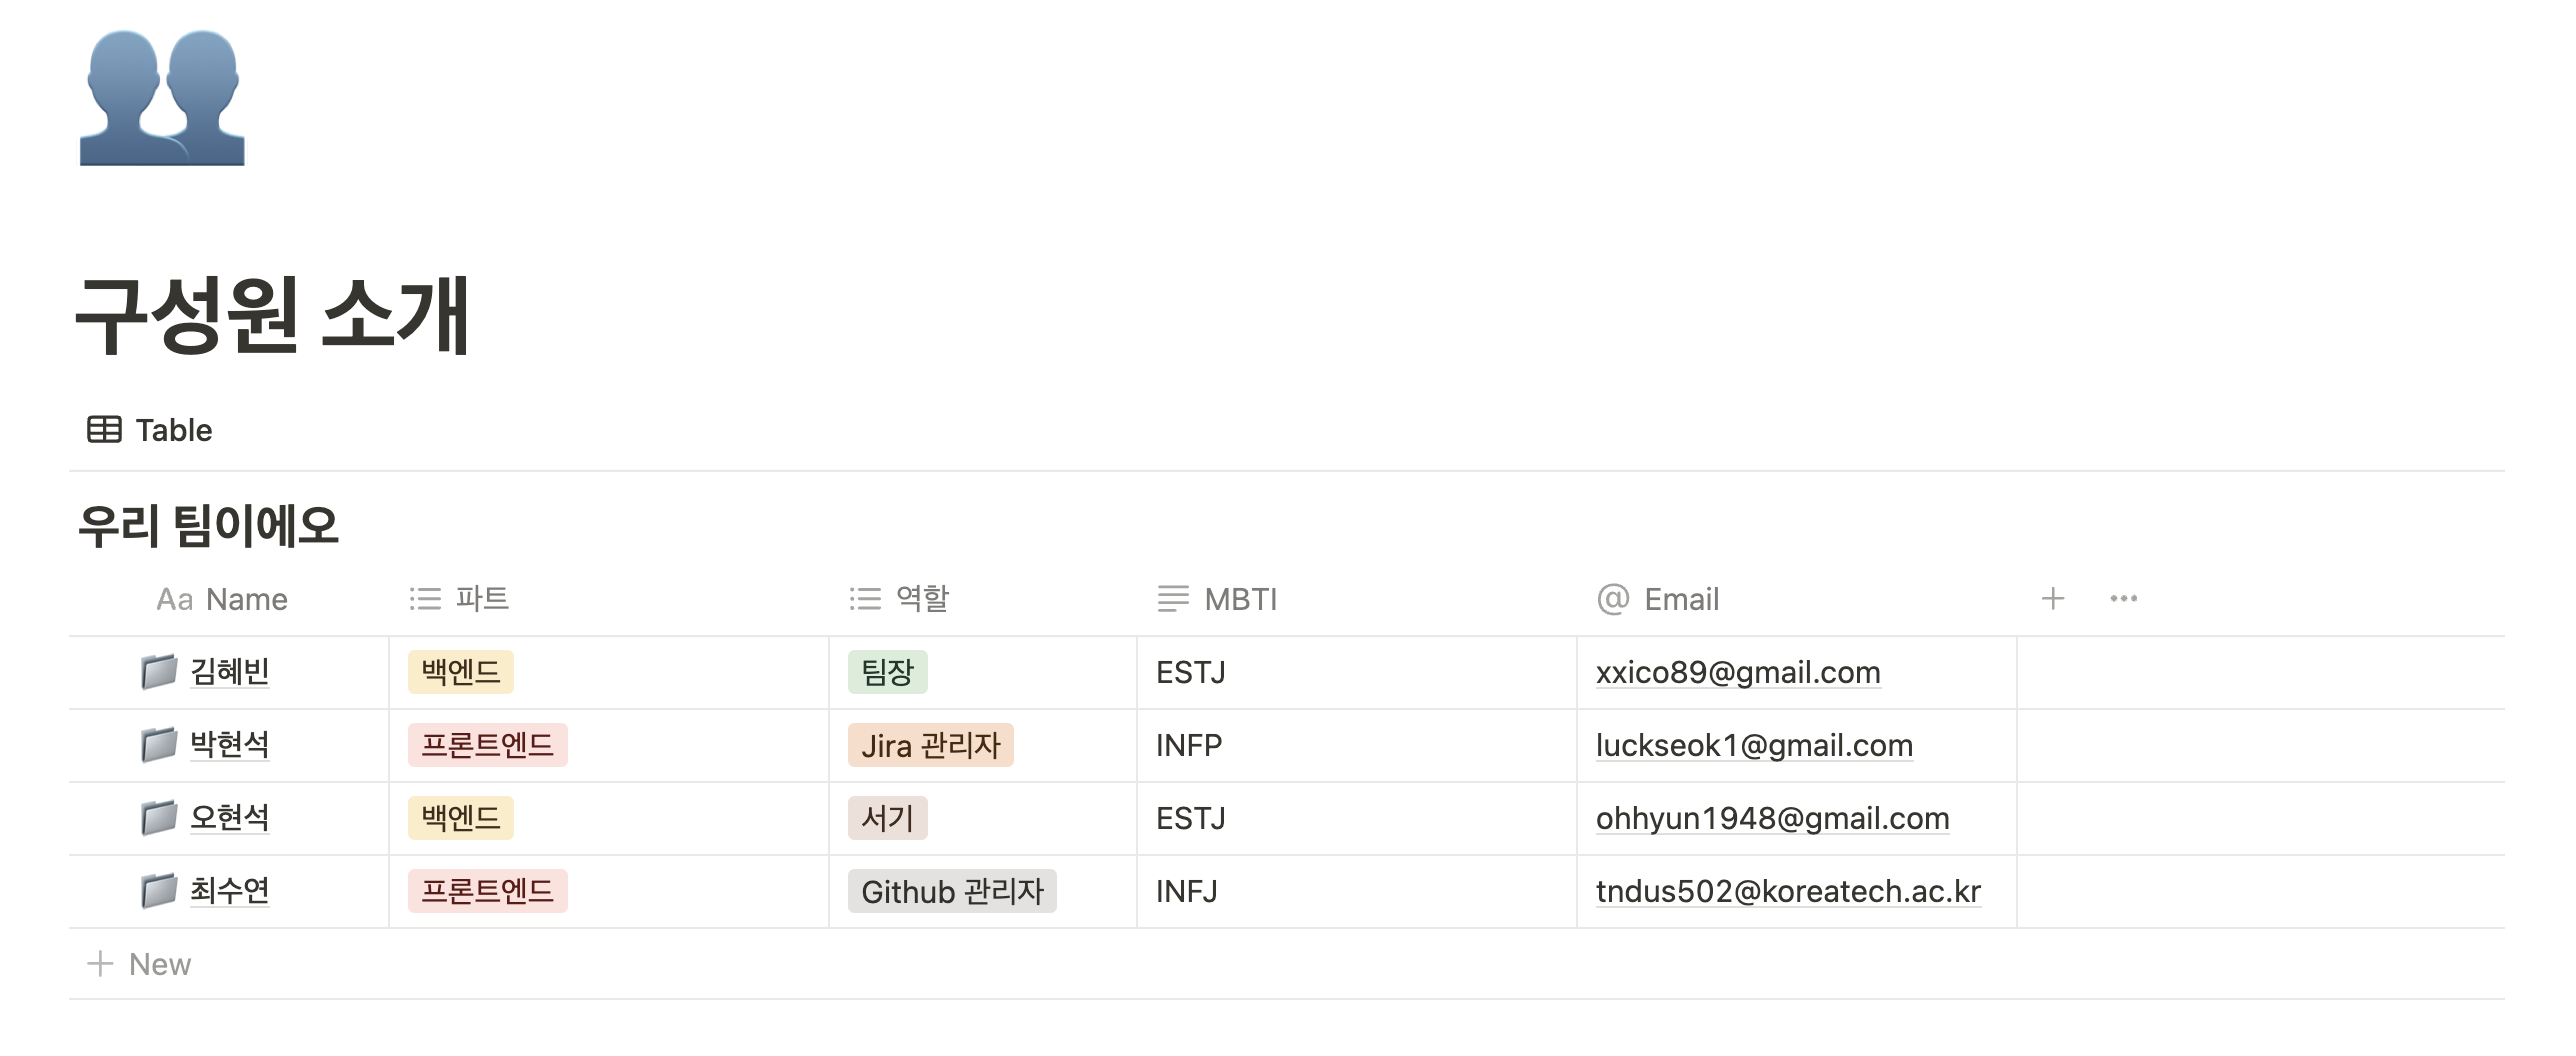 구성원 소개
Table
우리 팀이에오
Aa Name 파트 역할 MBTI @ Email + •••
김혜빈 백엔드 팀장 ESTJ xxico89@gmail.com
박현석 프론트엔드 Jira 관리자 INFP luckseok1@gmail.com
오현석 백엔드 서기 ESTJ ohhyun1948@gmail.com
최수연 프론트엔드 Github 관리자 INFJ tndus502@koreatech.ac.kr
+ New